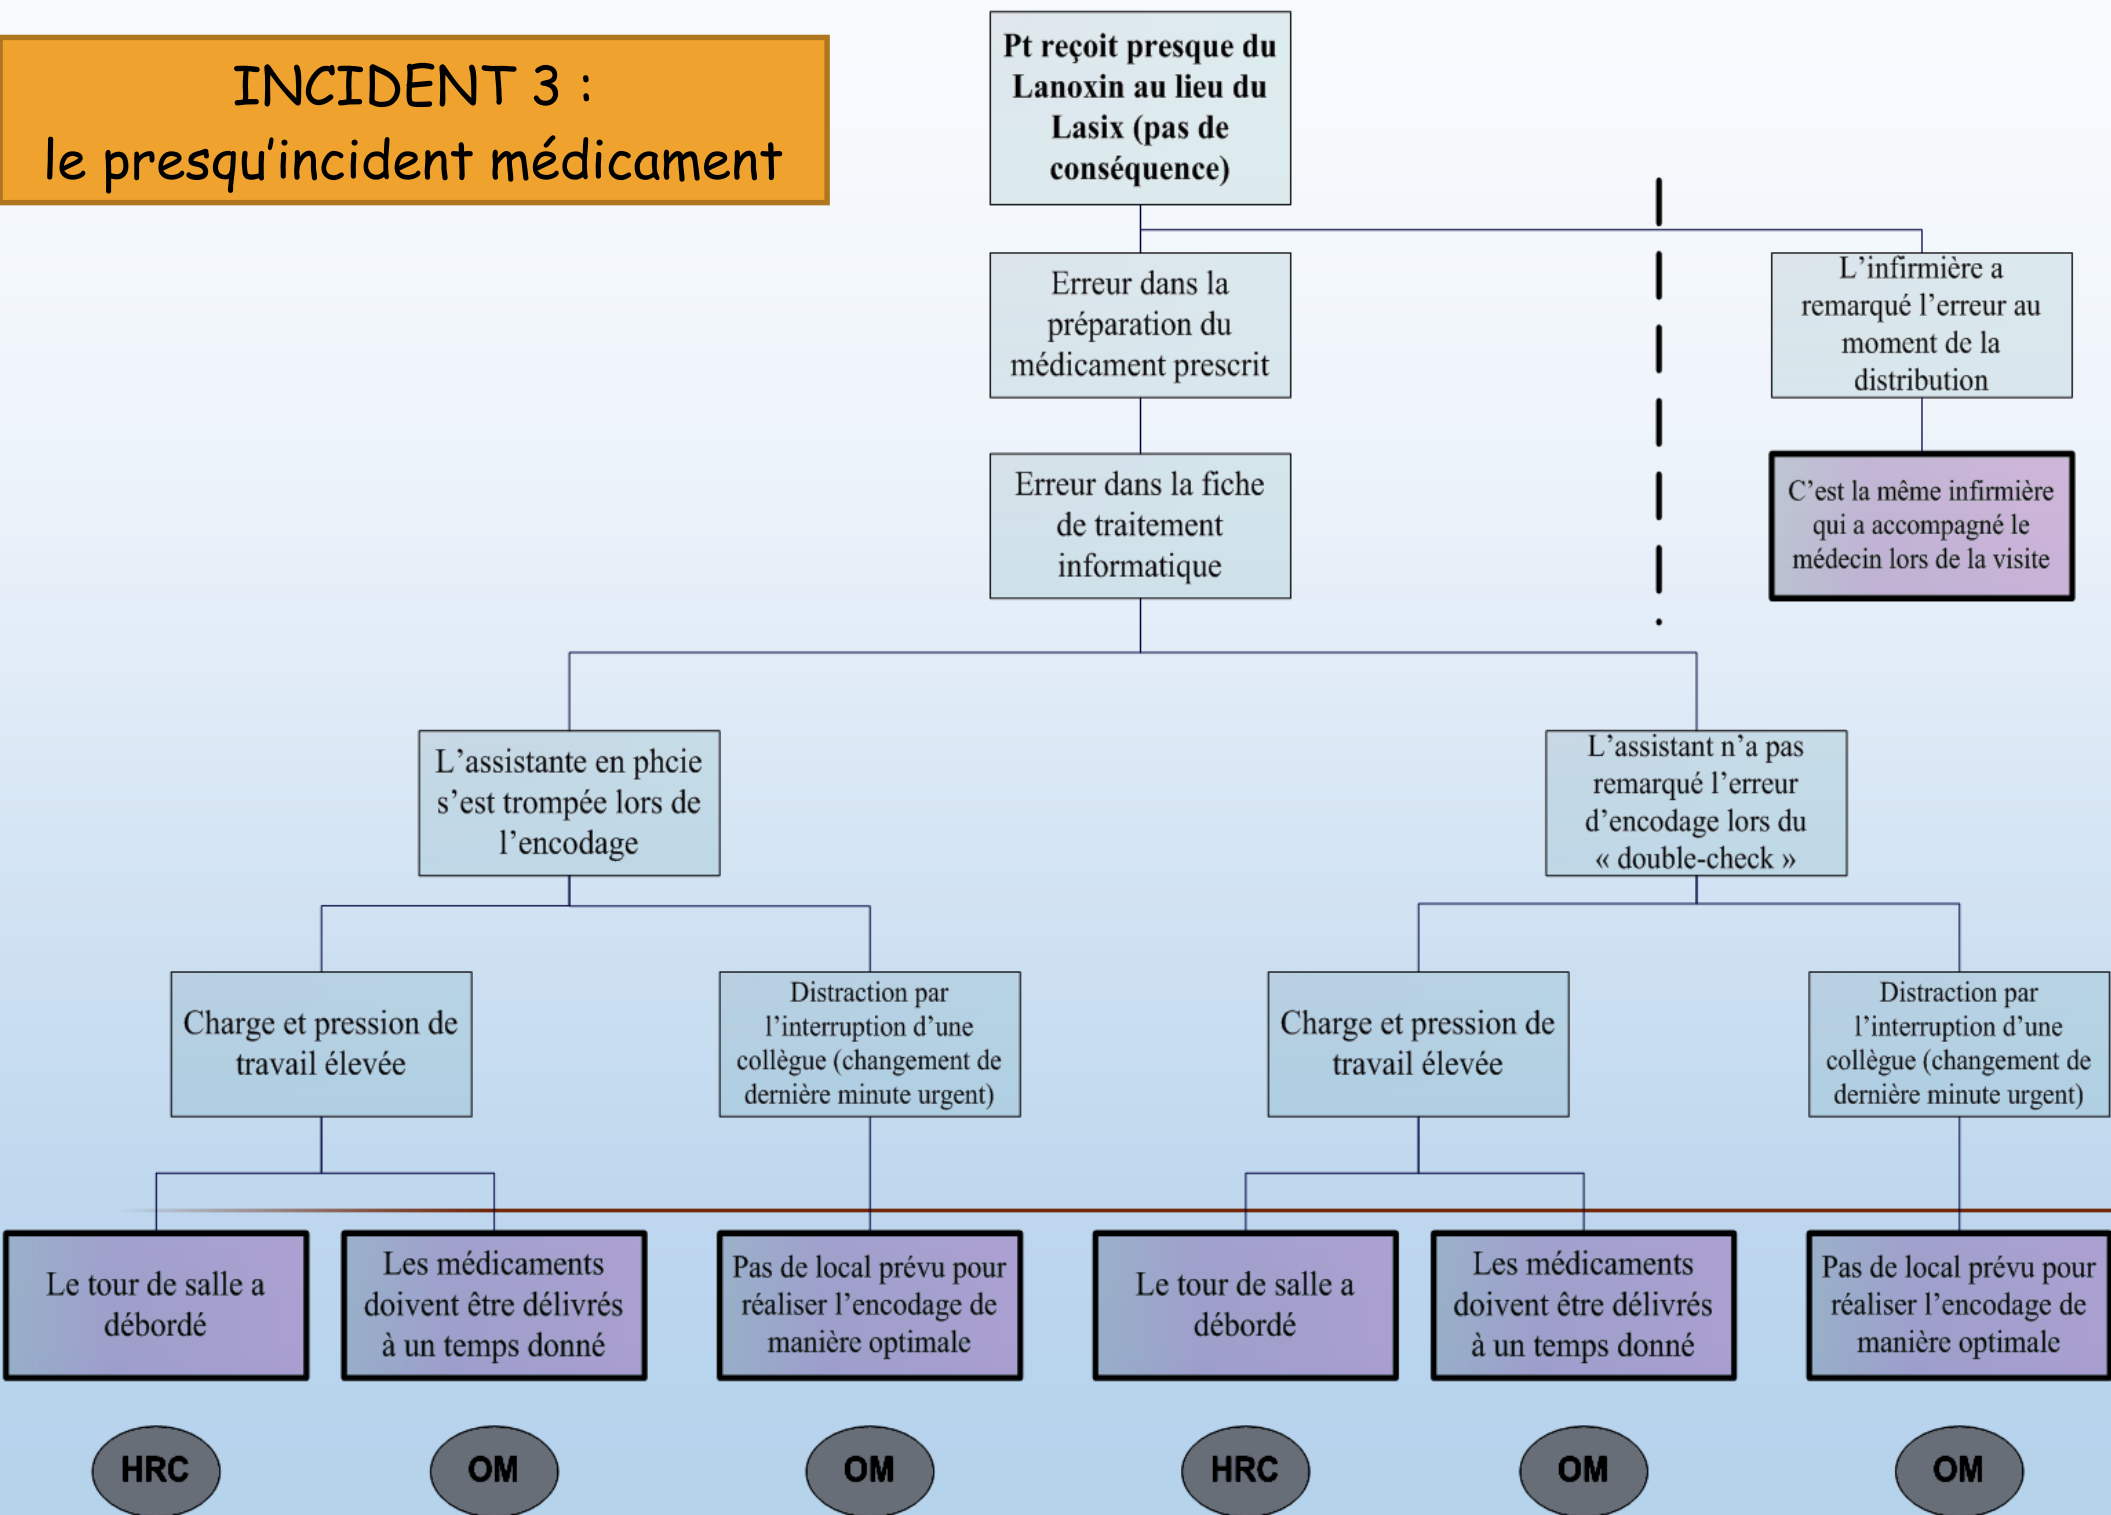 INCIDENT 3 :
le presqu'incident médicament
Pt reçoit presque du
Lanoxin au lieu du
Lasix (pas de
conséquence)
Erreur dans la
préparation du
médicament prescrit
L'infirmière a
remarqué l'erreur au
moment de la
distribution
Erreur dans la fiche
de traitement
informatique
C'est la même infirmière
qui a accompagné le
médecin lors de la visite
L'assistante en phcie
s'est trompée lors de
l'encodage
L'assistant n'a pas
remarqué l'erreur
d'encodage lors du
« double-check »
Charge et pression de
travail élevée
Distraction par
l'interruption d'une
collègue (changement de
dernière minute urgent)
Charge et pression de
travail élevée
Distraction par
l'interruption d'une
collègue (changement de
dernière minute urgent)
Le tour de salle a
débordé
Les médicaments
doivent être délivrés
à un temps donné
Pas de local prévu pour
réaliser l'encodage de
manière optimale
Le tour de salle a
débordé
Les médicaments
doivent être délivrés
à un temps donné
Pas de local prévu pour
réaliser l'encodage de
manière optimale
HRC
OM
OM
HRC
OM
OM